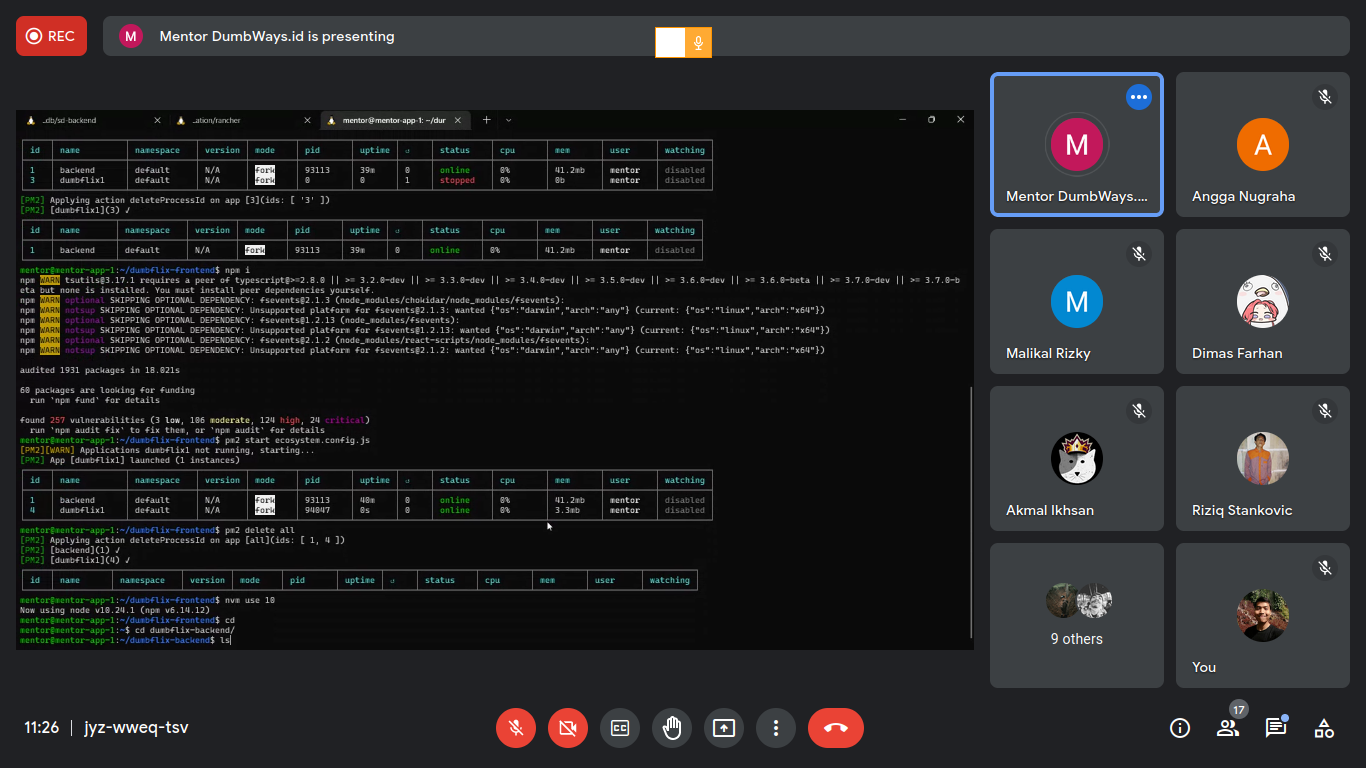 REC
M
Mentor DumbWays.id is presenting
..db/sd-backend
..ation/rancher
mentor@mentor-app-1: ~/dur
id name namespace version mode pid uptime ↺ status cpu mem user watching
1 backend default N/A fork 93113 39m 0 online 0% 41.2mb mentor disabled
3 dumbflix1 default N/A fork 0 0 1 stopped 0% 0b mentor disabled
[PM2] Applying action deleteProcessId on app [3](ids: [ '3' ])
[PM2] [dumbflix1](3) ✓
id name namespace version mode pid uptime ↺ status cpu mem user watching
1 backend default N/A fork 93113 39m 0 online 0% 41.2mb mentor disabled
mentor@mentor-app-1:~/dumbflix-frontend$ npm i
npm WARN tsutils@3.17.1 requires a peer of typescript@>=2.8.0 || >= 3.2.0-dev || >= 3.3.0-dev || >= 3.4.0-dev || >= 3.5.0-dev || >= 3.6.0-dev || >= 3.6.0-beta || >= 3.7.0-dev || >= 3.7.0-b
eta but none is installed. You must install peer dependencies yourself.
npm WARN optional SKIPPING OPTIONAL DEPENDENCY: fsevents@2.1.3 (node_modules/chokidar/node_modules/fsevents):
npm WARN notsup SKIPPING OPTIONAL DEPENDENCY: Unsupported platform for fsevents@2.1.3: wanted {"os":"darwin","arch":"any"} (current: {"os":"linux","arch":"x64"})
npm WARN optional SKIPPING OPTIONAL DEPENDENCY: fsevents@1.2.13 (node_modules/fsevents):
npm WARN notsup SKIPPING OPTIONAL DEPENDENCY: Unsupported platform for fsevents@1.2.13: wanted {"os":"darwin","arch":"any"} (current: {"os":"linux","arch":"x64"})
npm WARN optional SKIPPING OPTIONAL DEPENDENCY: fsevents@2.1.2 (node_modules/react-scripts/node_modules/fsevents):
npm WARN notsup SKIPPING OPTIONAL DEPENDENCY: Unsupported platform for fsevents@2.1.2: wanted {"os":"darwin","arch":"any"} (current: {"os":"linux","arch":"x64"})
audited 1931 packages in 18.021s
60 packages are looking for funding
run `npm fund` for details
found 257 vulnerabilities (3 low, 106 moderate, 124 high, 24 critical)
run `npm audit fix` to fix them, or `npm audit` for details
mentor@mentor-app-1:~/dumbflix-frontend$ pm2 start ecosystem.config.js
[PM2][WARN] Applications dumbflix1 not running, starting...
[PM2] App [dumbflix1] launched (1 instances)
id name namespace version mode pid uptime ↺ status cpu mem user watching
1 backend default N/A fork 93113 40m 0 online 0% 41.2mb mentor disabled
4 dumbflix1 default N/A fork 94047 0s 0 online 0% 3.3mb mentor disabled
mentor@mentor-app-1:~/dumbflix-frontend$ pm2 delete all
[PM2] Applying action deleteProcessId on app [all](ids: [ 1, 4 ])
[PM2] [backend](1) ✓
[PM2] [dumbflix1](4) ✓
id name namespace version mode pid uptime ↺ status cpu mem user watching
mentor@mentor-app-1:~/dumbflix-frontend$ nvm use 10
Now using node v10.24.1 (npm v6.14.12)
mentor@mentor-app-1:~/dumbflix-frontend$ cd
mentor@mentor-app-1:~$ cd dumbflix-backend/
mentor@mentor-app-1:~/dumbflix-backend$ ls
M
Mentor DumbWays....
A
Angga Nugraha
M
Malikal Rizky
Dimas Farhan
Akmal Ikhsan
Riziq Stankovic
9 others
You
11:26 | jyz-wweq-tsv
17